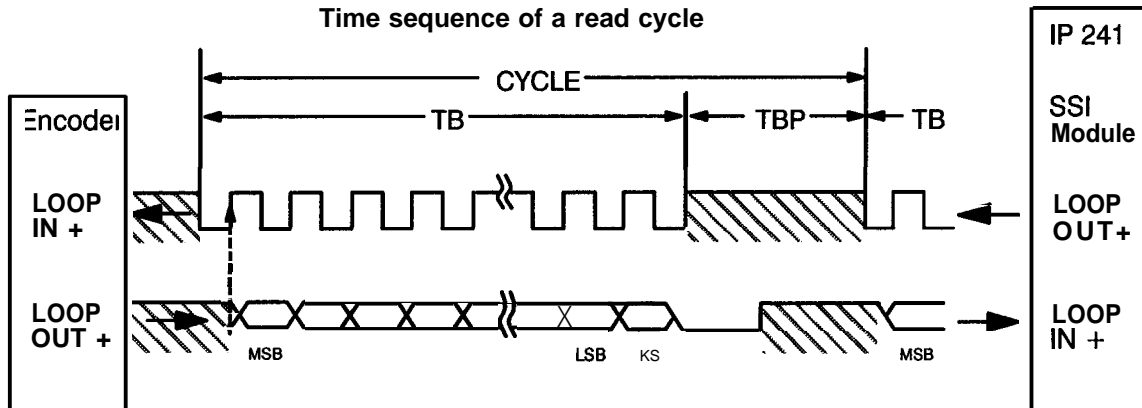 Time sequence of a read cycle
IP 241
CYCLE
Encoder
TB
TBP
TB
SSI
Module
LOOP
IN +
LOOP
OUT+
LOOP
OUT +
LOOP
IN +
MSB
LSB
KS
MSB